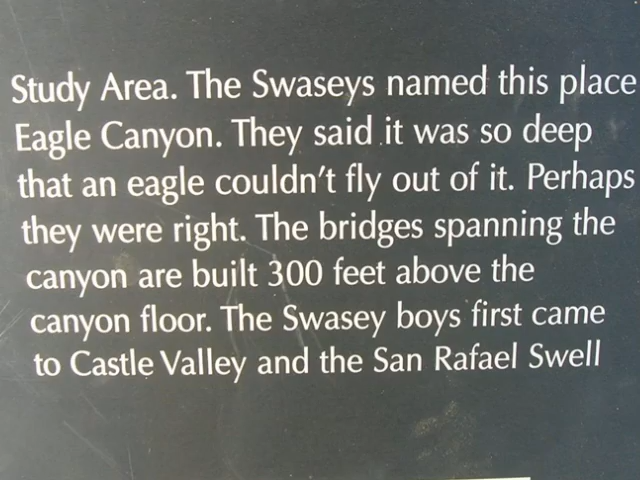 Study Area. The Swaseys named this place
Eagle Canyon. They said it was so deep
that an eagle couldn't fly out of it. Perhaps
they were right. The bridges spanning the
canyon are built 300 feet above the
canyon floor. The Swasey boys first came
to Castle Valley and the San Rafael Swell